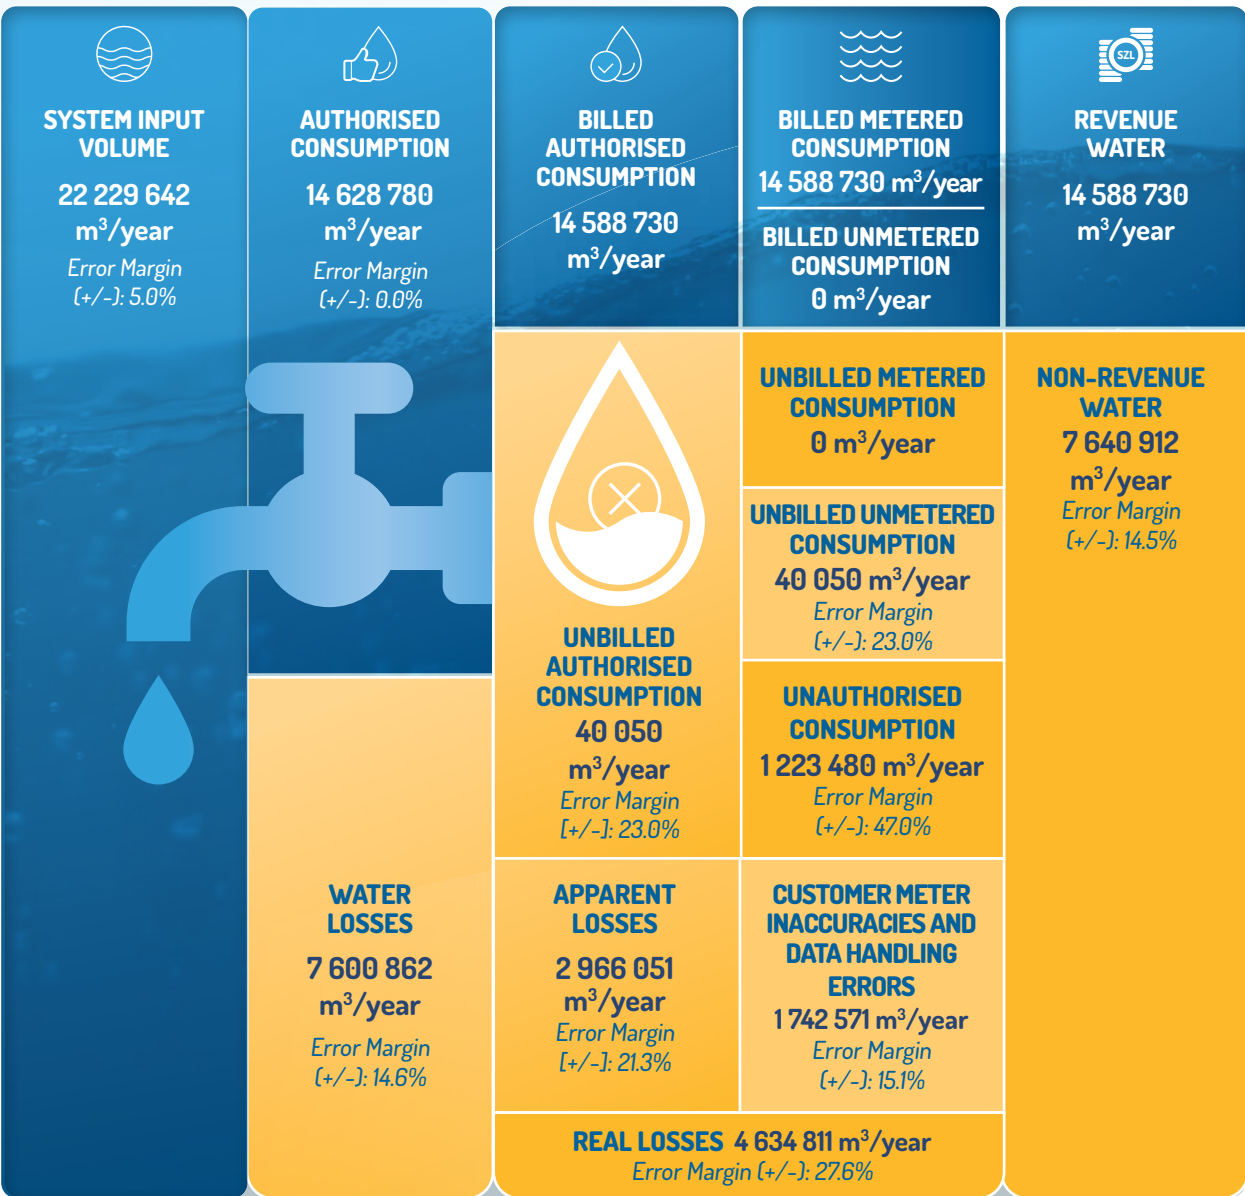 SYSTEM INPUT
VOLUME
22 229 642
m³/year
Error Margin
(+/-): 5.0%
AUTHORISED
CONSUMPTION
14 628 780
m³/year
Error Margin
(+/-): 0.0%
BILLED
AUTHORISED
CONSUMPTION
14 588 730
m³/year
BILLED METERED
CONSUMPTION
14 588 730 m³/year
BILLED UNMETERED
CONSUMPTION
0 m³/year
SZL
REVENUE
WATER
14 588 730
m³/year
WATER
LOSSES
7 600 862
m³/year
Error Margin
(+/-): 14.6%
UNBILLED
AUTHORISED
CONSUMPTION
40 050
m³/year
Error Margin
[+/-]: 23.0%
UNBILLED METERED
CONSUMPTION
0 m³/year
UNBILLED UNMETERED
CONSUMPTION
40 050 m³/year
Error Margin
(+/-): 23.0%
UNAUTHORISED
CONSUMPTION
1 223 480 m³/year
Error Margin
(+/-): 47.0%
APPARENT
LOSSES
2 966 051
m³/year
Error Margin
[+/-]: 21.3%
CUSTOMER METER
INACCURACIES AND
DATA HANDLING
ERRORS
1 742 571 m³/year
Error Margin
(+/-): 15.1%
REAL LOSSES 4 634 811 m³/year
Error Margin (+/-): 27.6%
NON-REVENUE
WATER
7 640 912
m³/year
Error Margin
(+/-): 14.5%